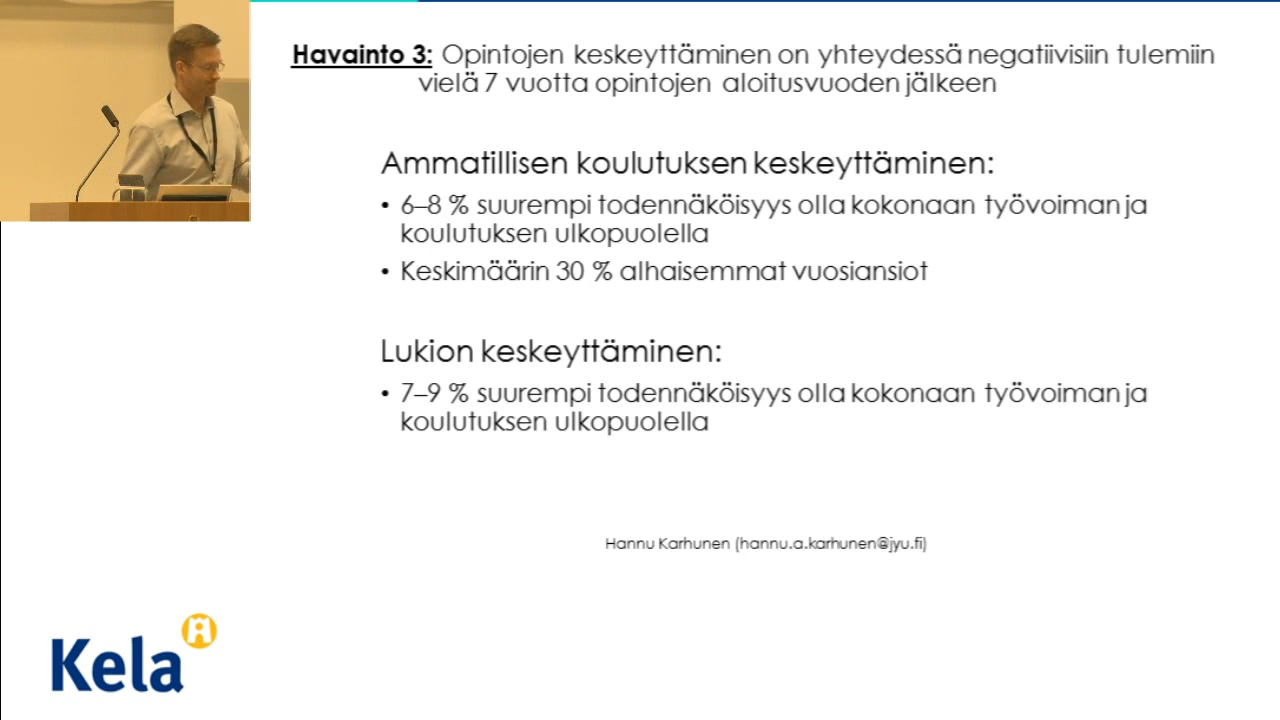 Havainto 3: Opintojen keskeyttäminen on yhteydessä negatiivisiin tulemiin
vielä 7 vuotta opintojen aloitusvuoden jälkeen
Ammatillisen koulutuksen keskeyttäminen:
• 6–8 % suurempi todennäköisyys olla kokonaan työvoiman ja
koulutuksen ulkopuolella
• Keskimäärin 30 % alhaisemmat vuosiansiot
Lukion keskeyttäminen:
• 7–9 % suurempi todennäköisyys olla kokonaan työvoiman ja
koulutuksen ulkopuolella
Hannu Karhunen (hannu.a.karhunen@jyu.fi)
Kela